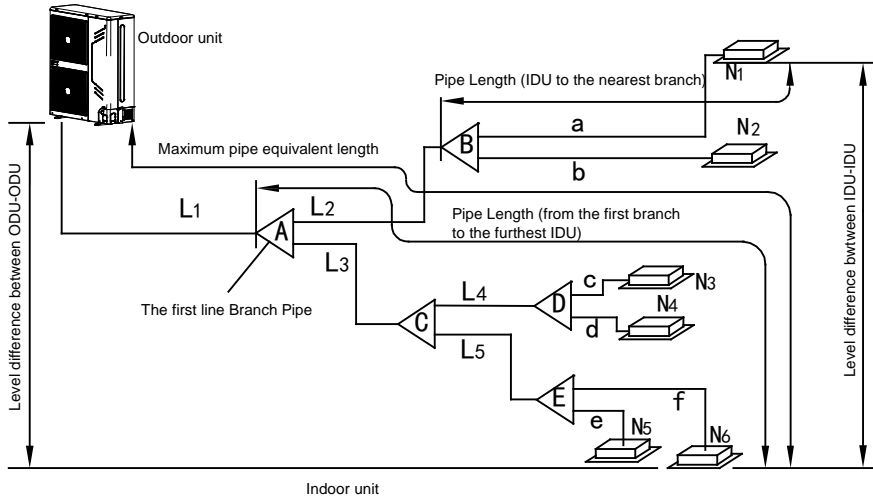 Outdoor unit
N1
Pipe Length (IDU to the nearest branch)
a
N2
B
Maximum pipe equivalent length
b
L1
L2
Pipe Length (from the first branch
to the furthest IDU)
A
L3
The first line Branch Pipe
L4
c
N3
D
N4
C
d
L5
E
f
e
N5
N6
Level difference between ODU-ODU
Level difference bwtween IDU-IDU
Indoor unit